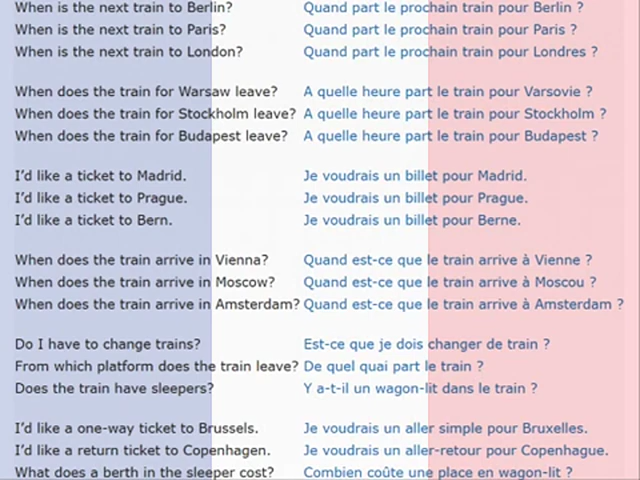 When is the next train to Berlin? Quand part le prochain train pour Berlin ?
When is the next train to Paris? Quand part le prochain train pour Paris ?
When is the next train to London? Quand part le prochain train pour Londres ?
When does the train for Warsaw leave? A quelle heure part le train pour Varsovie ?
When does the train for Stockholm leave? A quelle heure part le train pour Stockholm ?
When does the train for Budapest leave? A quelle heure part le train pour Budapest ?
I'd like a ticket to Madrid. Je voudrais un billet pour Madrid.
I'd like a ticket to Prague. Je voudrais un billet pour Prague.
I'd like a ticket to Bern. Je voudrais un billet pour Berne.
When does the train arrive in Vienna? Quand est-ce que le train arrive à Vienne ?
When does the train arrive in Moscow? Quand est-ce que le train arrive à Moscou ?
When does the train arrive in Amsterdam? Quand est-ce que le train arrive à Amsterdam ?
Do I have to change trains? Est-ce que je dois changer de train ?
From which platform does the train leave? De quel quai part le train ?
Does the train have sleepers? Y a-t-il un wagon-lit dans le train ?
I'd like a one-way ticket to Brussels. Je voudrais un aller simple pour Bruxelles.
I'd like a return ticket to Copenhagen. Je voudrais un aller-retour pour Copenhague.
What does a berth in the sleeper cost? Combien coûte une place en wagon-lit ?